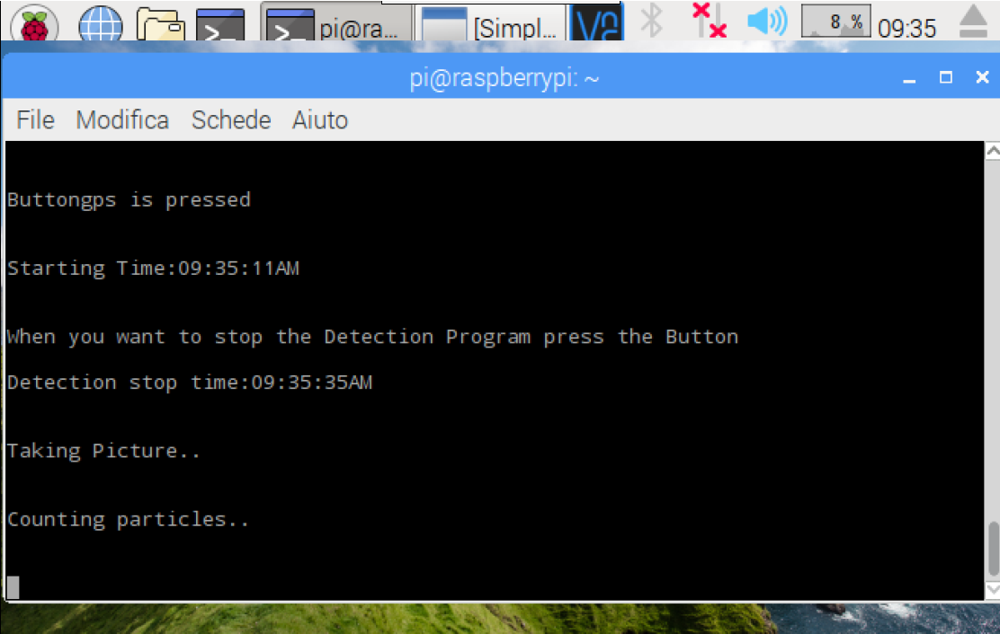 pi@ra... [Simpl... 8 % 09:35
pi@raspberrypi: ~
File Modifica Schede Aiuto
Buttongps is pressed
Starting Time:09:35:11AM
When you want to stop the Detection Program press the Button
Detection stop time:09:35:35AM
Taking Picture..
Counting particles..